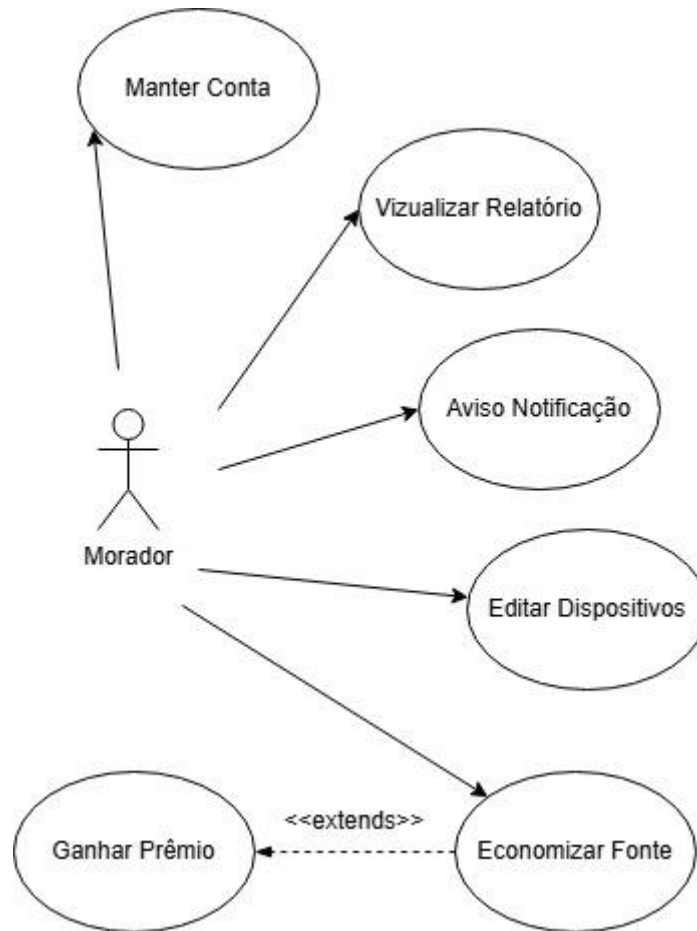 Manter Conta
Vizualizar Relatório
Aviso Notificação
Morador
Editar Dispositivos
<<extends>>
Ganhar Prêmio
Economizar Fonte